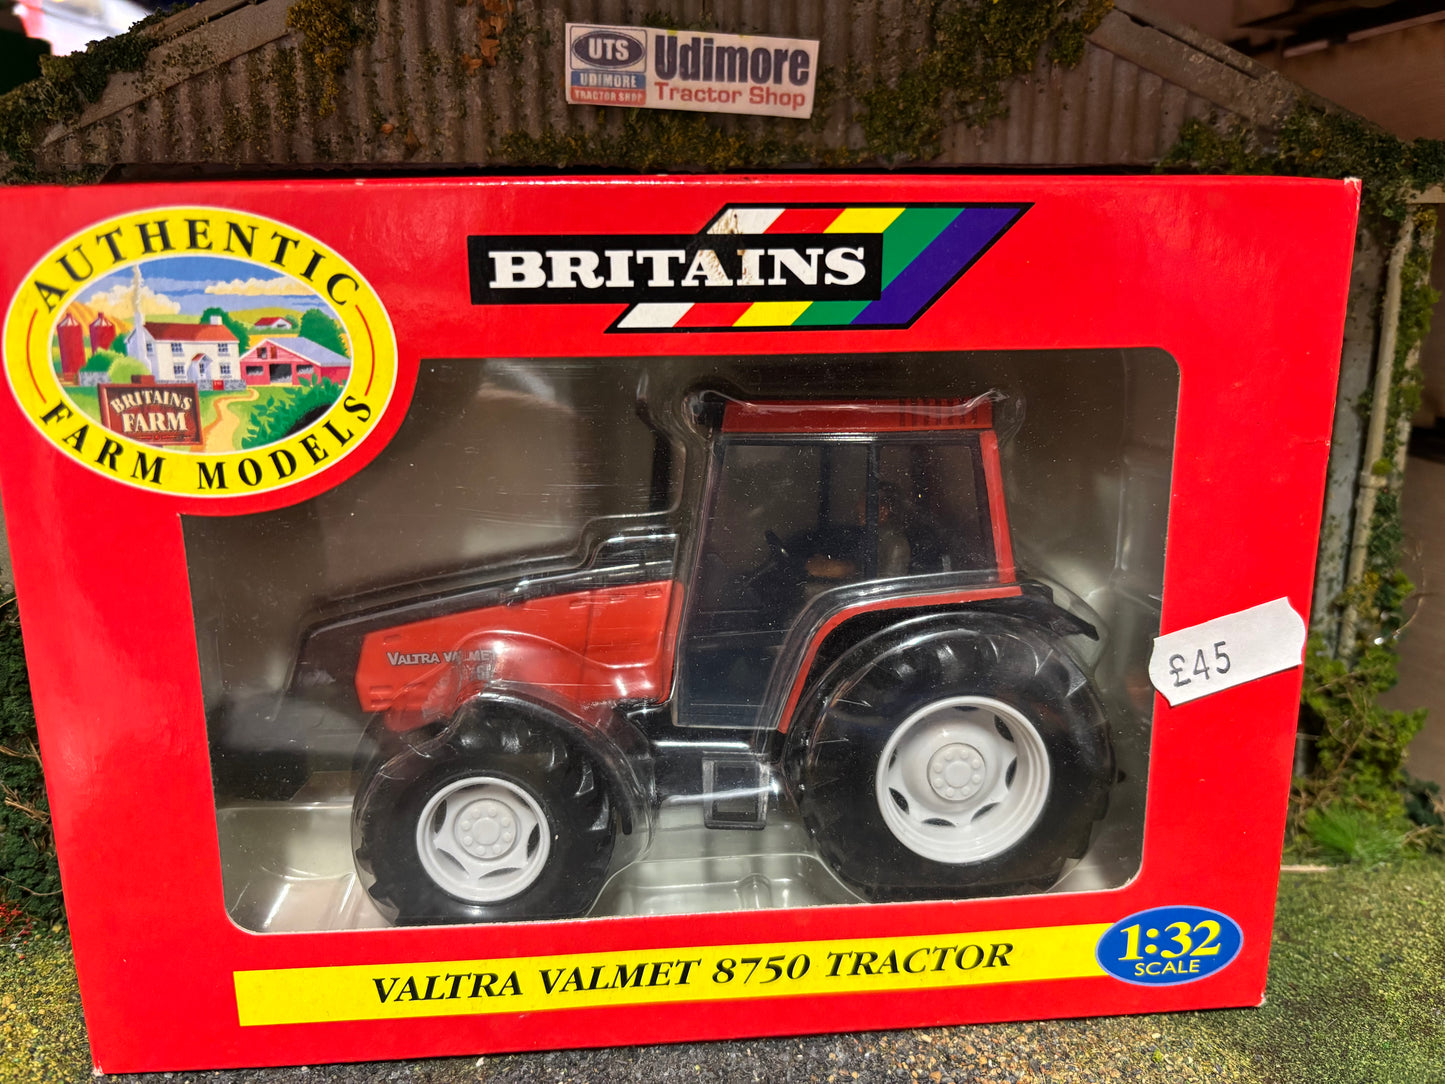 UTS
UDIMORE
TRACTOR SHOP
Udimore
Tractor Shop
AUTHENTIC
FARM MODELS
BRITAINS
FARM
BRITAINS
VALTRA VALMET
£45
VALTRA VALMET 8750 TRACTOR
1:32
SCALE